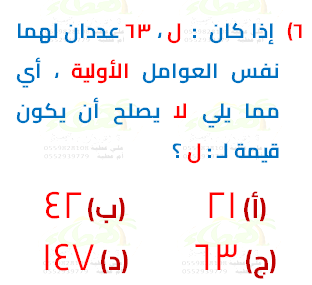 ٦) إذا كان : ل ، ٦٣ عددان لهما
نفس العوامل الأولية ، أي
مما يلي لا يصلح أن يكون
قيمة لـ : ل ؟
(أ) ٢١ (ب) ٤٢
(ج) ٦٣ (د) ١٤٧